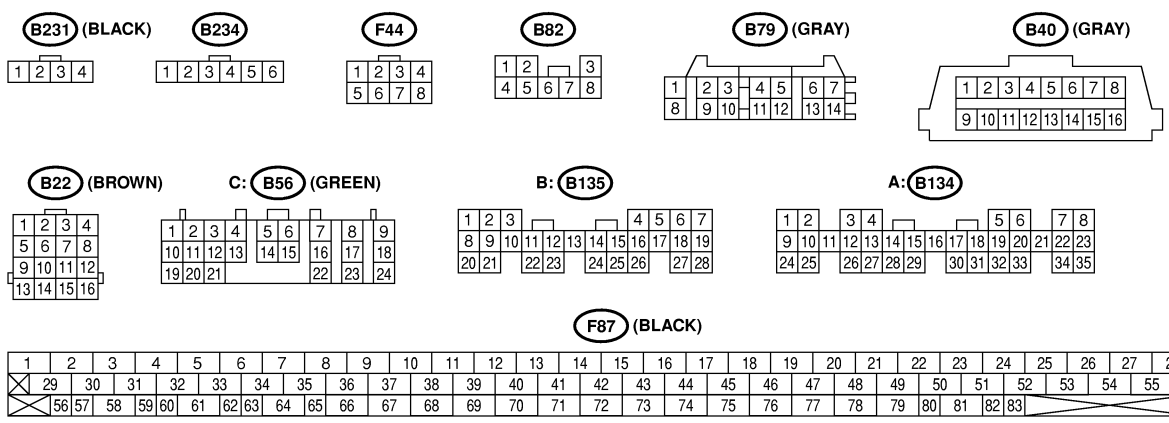 B231 (BLACK) B234 F44 B82 B79 (GRAY) B40 (GRAY)
1 2 3 4
1 2 3 4 5 6
1 2 3 4
5 6 7 8
1 2 3
4 5 6 7 8
1 2 3 4 5 6 7
8 9 10 11 12 13 14
1 2 3 4 5 6 7 8
9 10 11 12 13 14 15 16
B22 (BROWN) C: B56 (GREEN) B: B135 A: B134
1 2 3 4
5 6 7 8
9 10 11 12
13 14 15 16
1 2 3 4 5 6 7 8 9
10 11 12 13 14 15 16 17 18
19 20 21 22 23 24
1 2 3 4 5 6 7
8 9 10 11 12 13 14 15 16 17 18 19
20 21 22 23 24 25 26 27 28
1 2 3 4 5 6 7 8
9 10 11 12 13 14 15 16 17 18 19 20 21 22 23
24 25 26 27 28 29 30 31 32 33 34 35
F87 (BLACK)
1 2 3 4 5 6 7 8 9 10 11 12 13 14 15 16 17 18 19 20 21 22 23 24 25 26 27
29 30 31 32 33 34 35 36 37 38 39 40 41 42 43 44 45 46 47 48 49 50 51 52 53 54 55
56 57 58 59 60 61 62 63 64 65 66 67 68 69 70 71 72 73 74 75 76 77 78 79 80 81 82 83